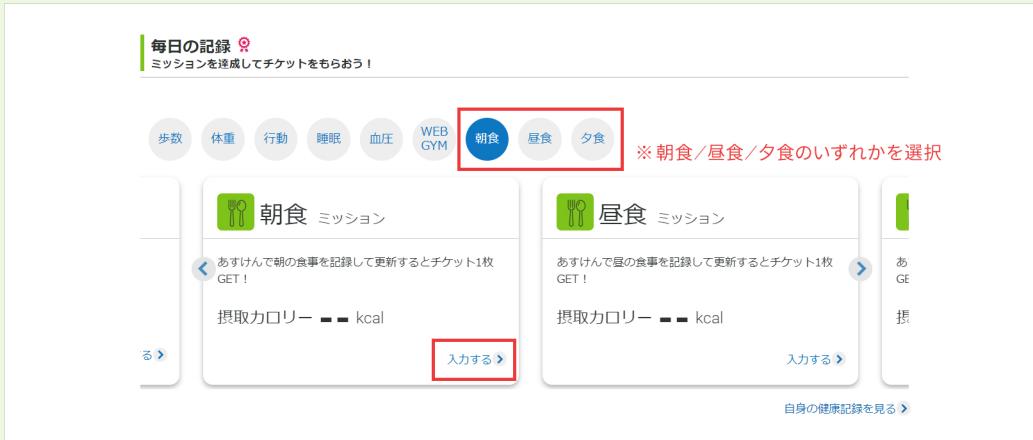 毎日の記録
ミッションを達成してチケットをもらおう！
歩数
体重
行動
睡眠
血圧
WEB
GYM
朝食
昼食
夕食
※朝食/昼食/夕食のいずれかを選択
朝食 ミッション
あすけんで朝の食事を記録して更新するとチケット1枚
GET！
摂取カロリー -- kcal
入力する
昼食 ミッション
あすけんで昼の食事を記録して更新するとチケット1枚
GET！
摂取カロリー -- kcal
入力する
る
あ
GE
自身の健康記録を見る